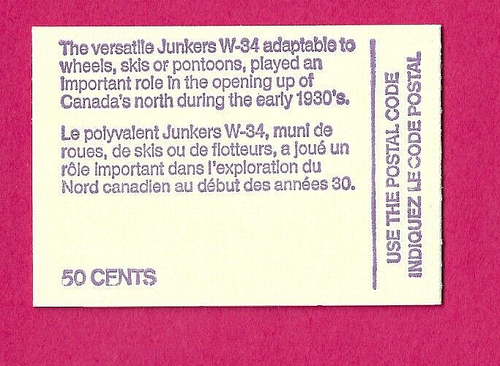 The versatile Junkers W-34 adaptable to
wheels, skis or pontoons, played an
important role in the opening up of
Canada's north during the early 1930's.
Le polyvalent Junkers W-34, muni de
roues, de skis ou de flotteurs, a joué un
rôle important dans l'exploration du
Nord canadien au début des années 30.
50 CENTS
USE THE POSTAL CODE
INDIQUEZ LE CODE POSTAL